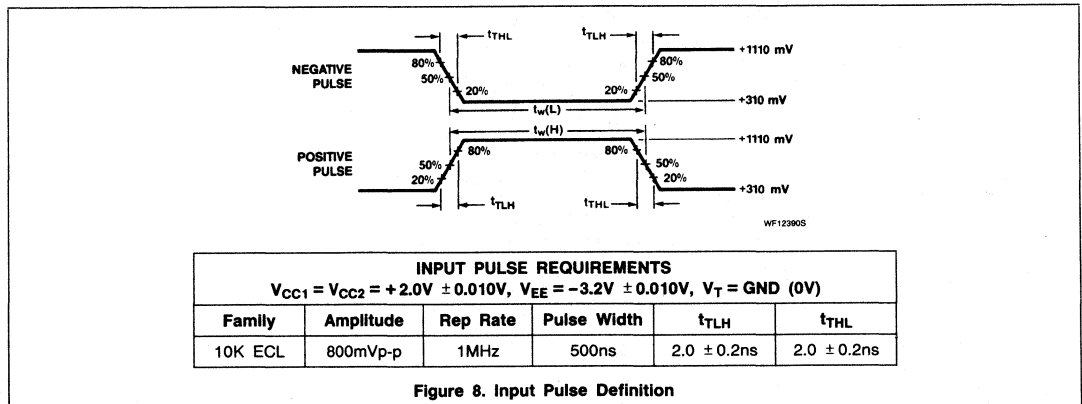 tTHL tTLH
+1110 mV
80% 80%
NEGATIVE
PULSE
50% 50%
20% 20%
+310 mV
tw(L)
tw(H)
+1110 mV
80% 80%
POSITIVE
PULSE
50% 50%
20% 20%
+310 mV
tTLH tTHL
WF12390S
INPUT PULSE REQUIREMENTS
VCC1 = VCC2 = +2.0V ±0.010V, VEE = −3.2V ±0.010V, VT = GND (0V)
Family Amplitude Rep Rate Pulse Width tTLH tTHL
10K ECL 800mVp-p 1MHz 500ns 2.0 ±0.2ns 2.0 ±0.2ns
Figure 8. Input Pulse Definition